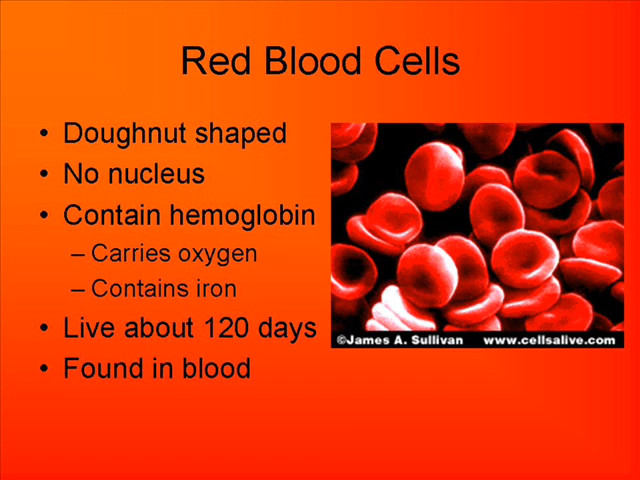 Red Blood Cells
• Doughnut shaped
• No nucleus
• Contain hemoglobin
– Carries oxygen
– Contains iron
• Live about 120 days
• Found in blood
©James A. Sullivan www.cellsalive.com